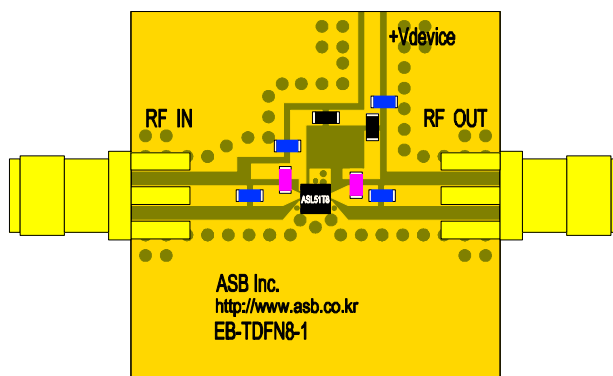 +Vdevice
RF IN
RF OUT
ASL51T8
ASB Inc.
http://www.asb.co.kr
EB-TDFN8-1